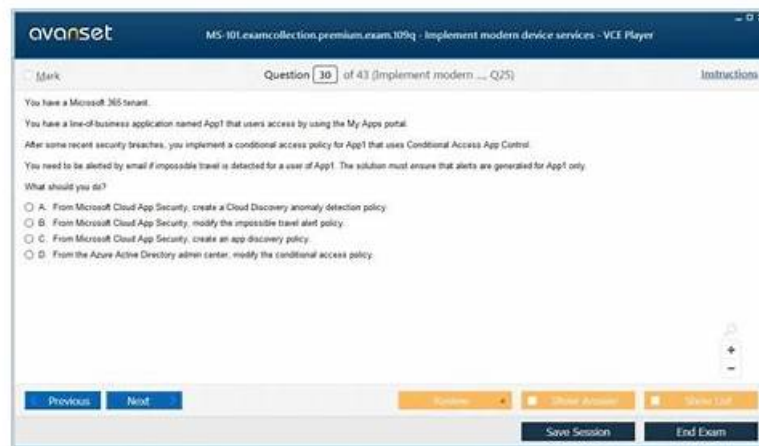 avanset
MS-101.examcollection.premium.exam.109q - Implement modern device services - VCE Player
Mark
Question 30 of 43 (Implement modern ..., Q25)
Instructions
You have a Microsoft 365 tenant.
You have a line-of-business application named App1 that users access by using the My Apps portal.
After some recent security breaches, you implement a conditional access policy for App1 that uses Conditional Access App Control.
You need to be alerted by email if impossible travel is detected for a user of App1. The solution must ensure that alerts are generated for App1 only.
What should you do?
A. From Microsoft Cloud App Security, create a Cloud Discovery anomaly detection policy.
B. From Microsoft Cloud App Security, modify the impossible travel alert policy.
C. From Microsoft Cloud App Security, create an app discovery policy.
D. From the Azure Active Directory admin center, modify the conditional access policy.
Previous
Next
Review
Show Answer
Show List
Save Session
End Exam